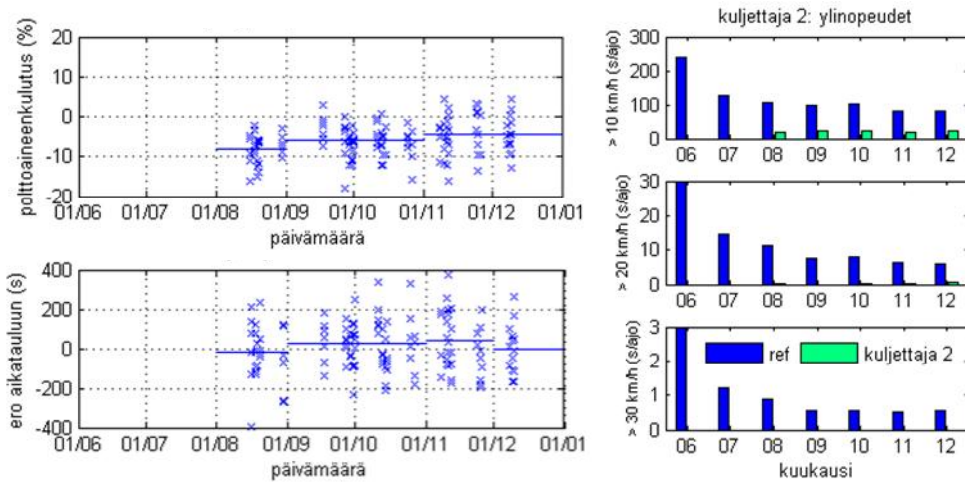 polttoaineenkulutus (%)
20
10
0
-10
-20
01/06 01/07 01/08 01/09 01/10 01/11 01/12 01/01
päivämäärä
ero aikatauluun (s)
400
200
0
-200
-400
01/06 01/07 01/08 01/09 01/10 01/11 01/12 01/01
päivämäärä
kuljettaja 2: ylinopeudet
> 10 km/h (s/ajo)
300
200
100
0
06 07 08 09 10 11 12
> 20 km/h (s/ajo)
30
20
10
0
06 07 08 09 10 11 12
> 30 km/h (s/ajo)
3
2
1
0
ref kuljettaja 2
06 07 08 09 10 11 12
kuukausi